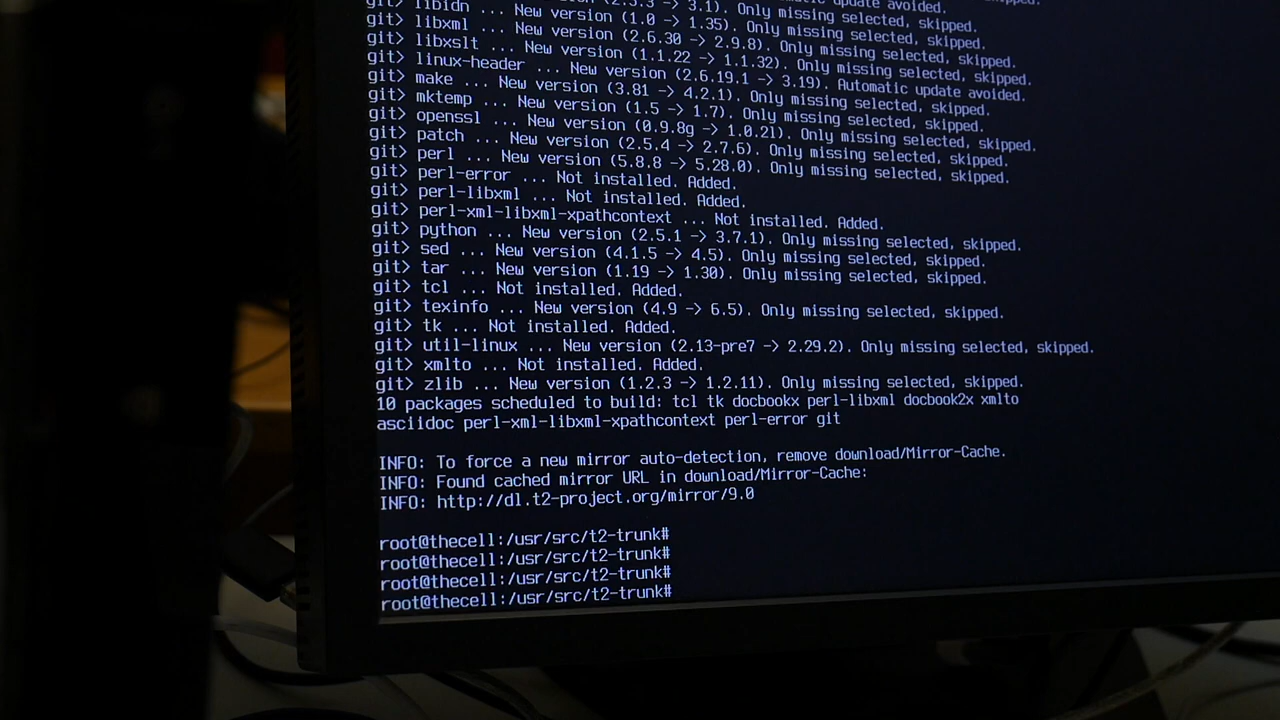 (2.3.3 -> 3.1). Automatic update avoided.
git> libidn ... New version (1.0 -> 1.35). Only missing selected, skipped.
git> libxml ... New version (2.6.30 -> 2.9.8). Only missing selected, skipped.
git> libxslt ... New version (1.1.22 -> 1.1.32). Only missing selected, skipped.
git> linux-header ... New version (2.6.19.1 -> 3.19). Automatic update avoided.
git> make ... New version (3.81 -> 4.2.1). Only missing selected, skipped.
git> mktemp ... New version (1.5 -> 1.7). Only missing selected, skipped.
git> openssl ... New version (0.9.8g -> 1.0.2l). Only missing selected, skipped.
git> patch ... New version (2.5.4 -> 2.7.6). Only missing selected, skipped.
git> perl ... New version (5.8.8 -> 5.28.0). Only missing selected, skipped.
git> perl-error ... Not installed. Added.
git> perl-libxml ... Not installed. Added.
git> perl-xml-libxml-xpathcontext ... Not installed. Added.
git> python ... New version (2.5.1 -> 3.7.1). Only missing selected, skipped.
git> sed ... New version (4.1.5 -> 4.5). Only missing selected, skipped.
git> tar ... New version (1.19 -> 1.30). Only missing selected, skipped.
git> tcl ... Not installed. Added.
git> texinfo ... New version (4.9 -> 6.5). Only missing selected, skipped.
git> tk ... Not installed. Added.
git> util-linux ... New version (2.13-pre7 -> 2.29.2). Only missing selected, skipped.
git> xmlto ... Not installed. Added.
git> zlib ... New version (1.2.3 -> 1.2.11). Only missing selected, skipped.
10 packages scheduled to build: tcl tk docbookx perl-libxml docbook2x xmlto
asciidoc perl-xml-libxml-xpathcontext perl-error git
INFO: To force a new mirror auto-detection, remove download/Mirror-Cache.
INFO: Found cached mirror URL in download/Mirror-Cache:
INFO: http://dl.t2-project.org/mirror/9.0
root@thecell:/usr/src/t2-trunk#
root@thecell:/usr/src/t2-trunk#
root@thecell:/usr/src/t2-trunk#
root@thecell:/usr/src/t2-trunk#